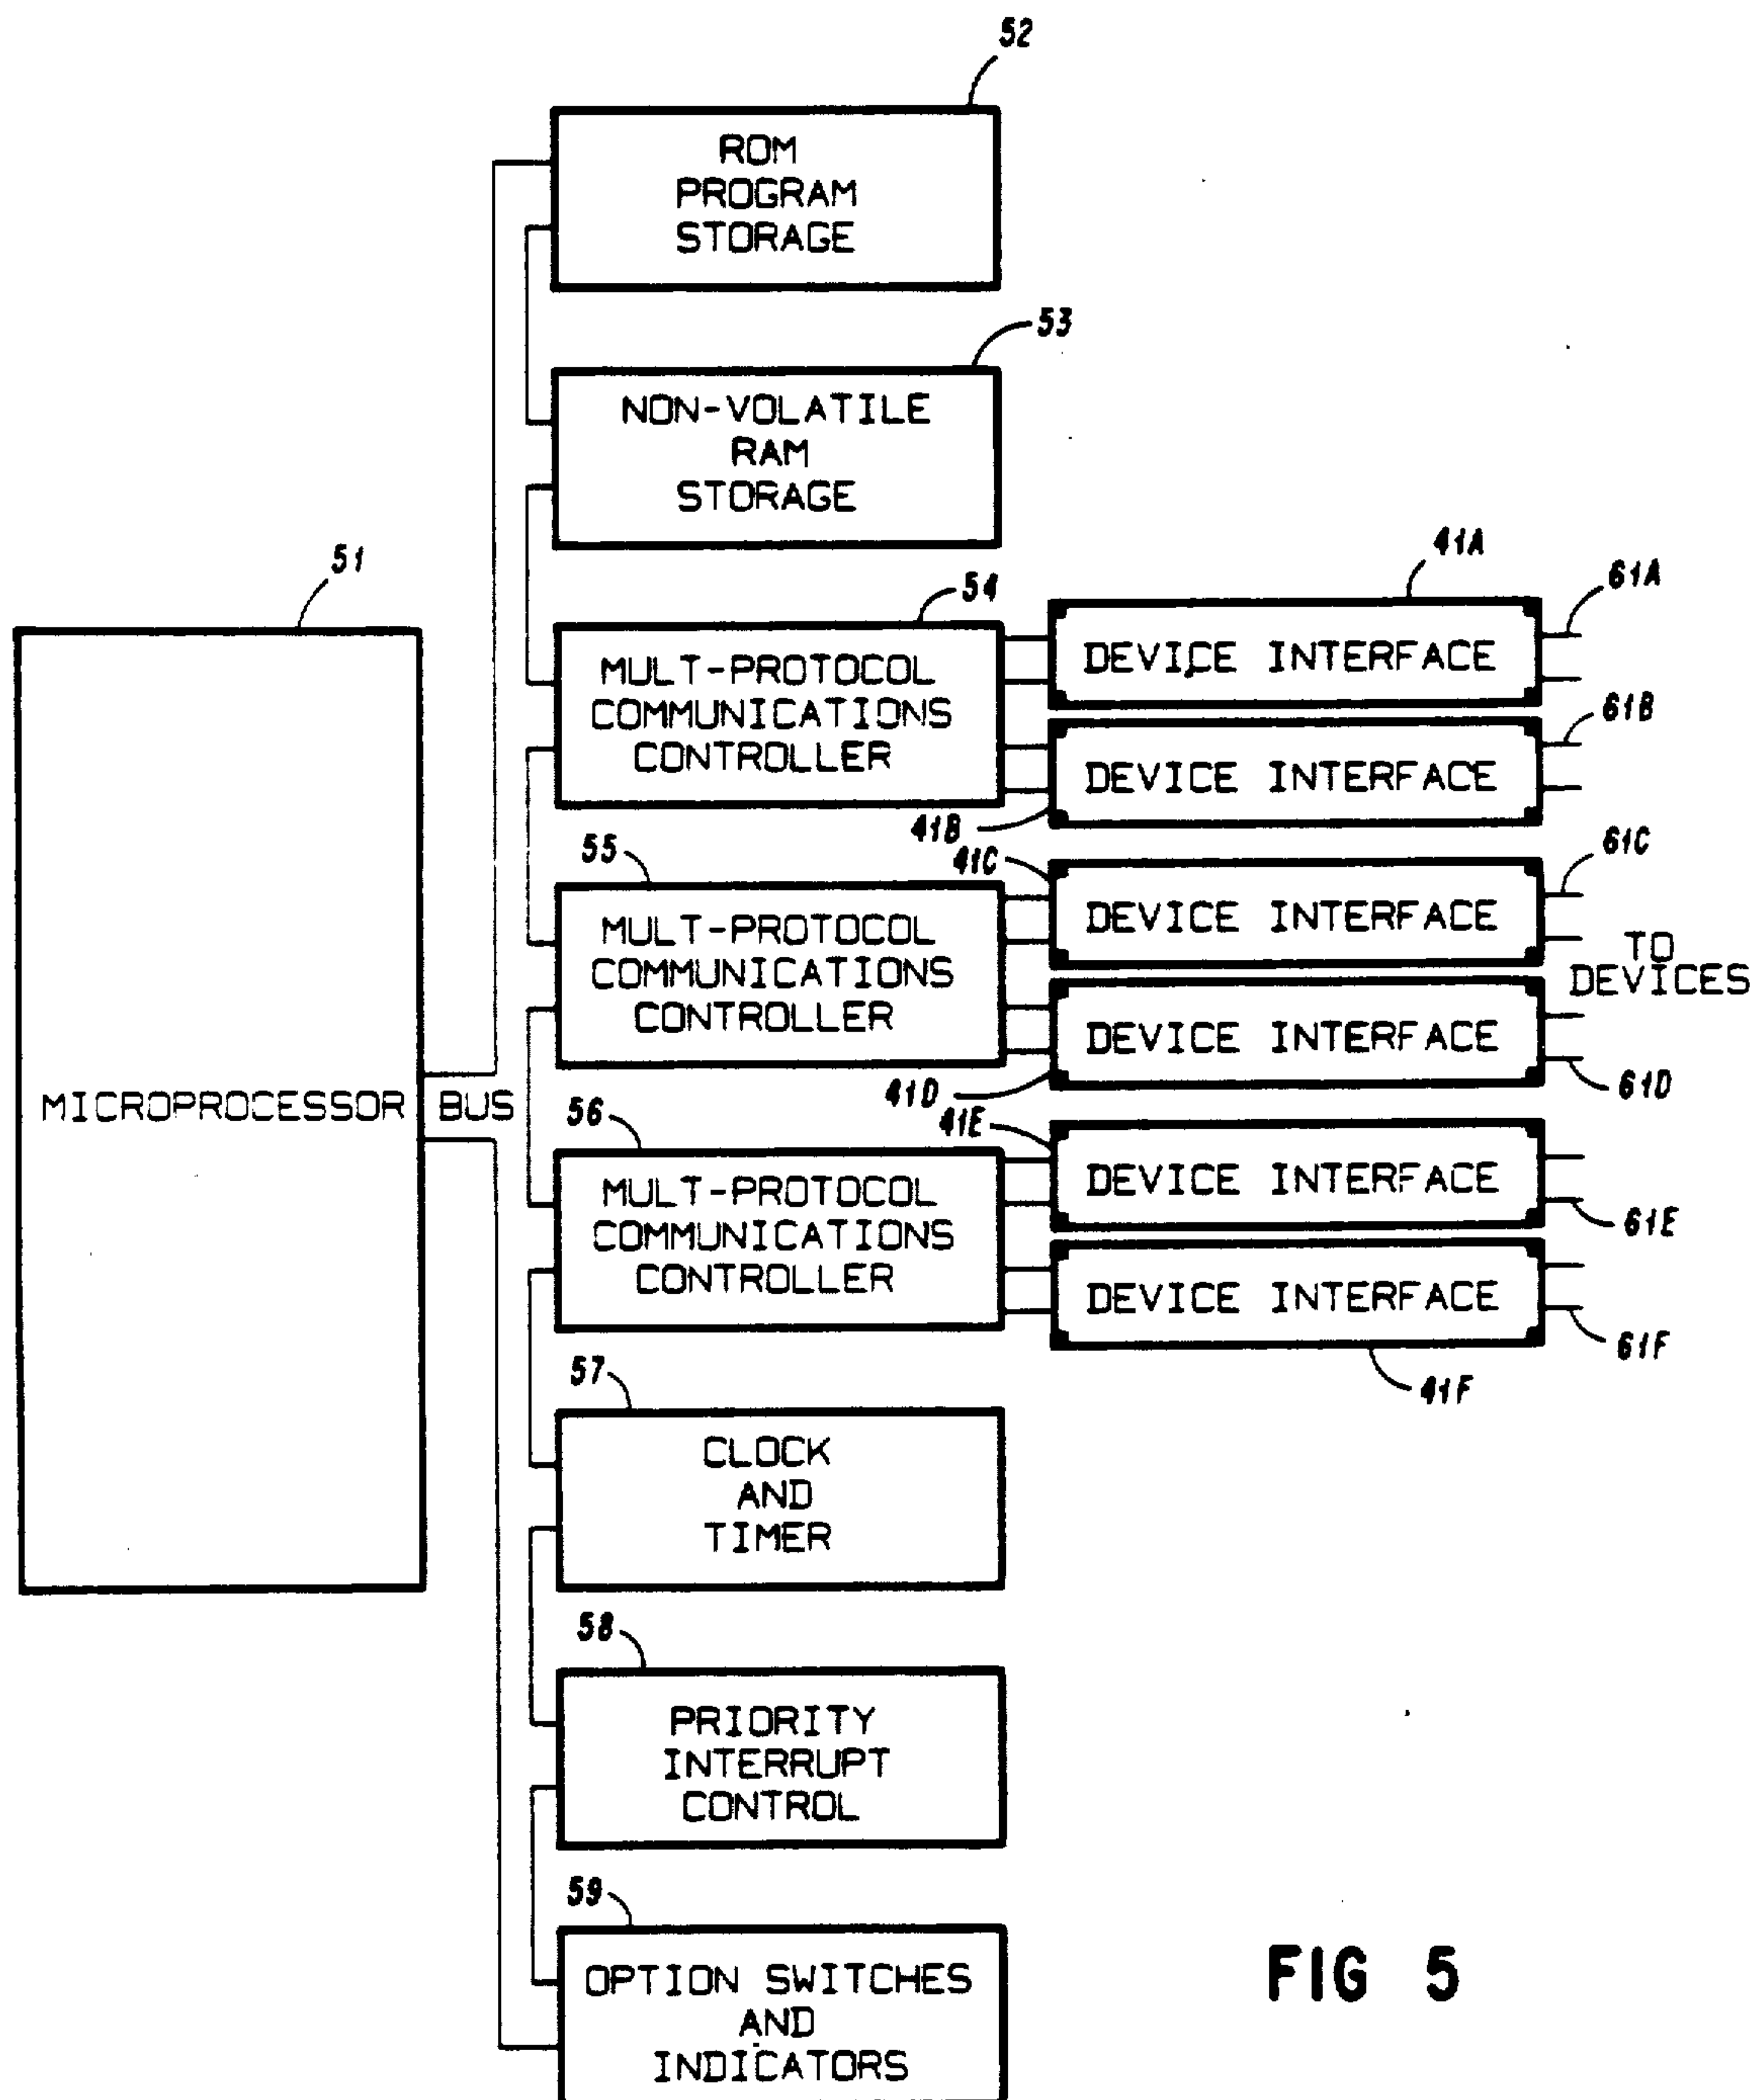 52
ROM
PROGRAM
STORAGE
53
NON-VOLATILE
RAM
STORAGE
51
MICROPROCESSOR
BUS
54
MULT-PROTOCOL
COMMUNICATIONS
CONTROLLER
41A
DEVICE INTERFACE
61A
41B
DEVICE INTERFACE
61B
55
MULT-PROTOCOL
COMMUNICATIONS
CONTROLLER
41C
DEVICE INTERFACE
61C
TO
DEVICES
41D
DEVICE INTERFACE
61D
56
MULT-PROTOCOL
COMMUNICATIONS
CONTROLLER
41E
DEVICE INTERFACE
61E
DEVICE INTERFACE
61F
41F
57
CLOCK
AND
TIMER
58
PRIORITY
INTERRUPT
CONTROL
59
OPTION SWITCHES
AND
INDICATORS
FIG 5